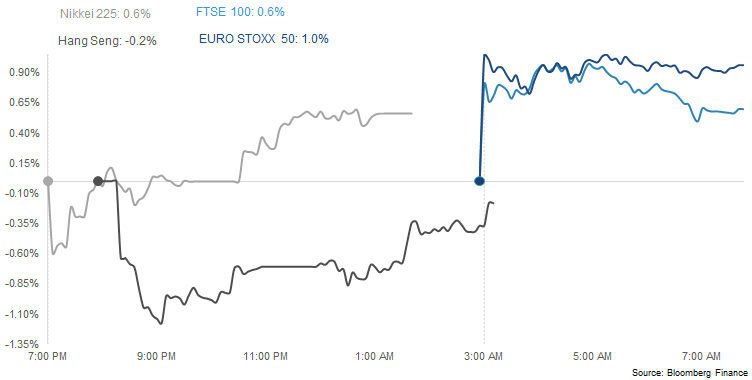 Nikkei 225: 0.6%
FTSE 100: 0.6%
Hang Seng: -0.2%
EURO STOXX 50: 1.0%
0.90%
0.65%
0.40%
0.15%
-0.10%
-0.35%
-0.60%
-0.85%
-1.10%
-1.35%
7:00 PM 9:00 PM 11:00 PM 1:00 AM 3:00 AM 5:00 AM 7:00 AM
Source: Bloomberg Finance